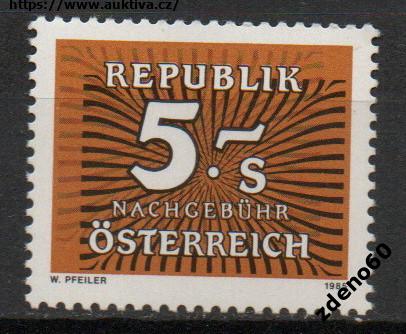 https://www.auktiva.cz/
REPUBLIK
5.-S
NACHGEBÜHR
ÖSTERREICH
W. PFEILER
zdeno60